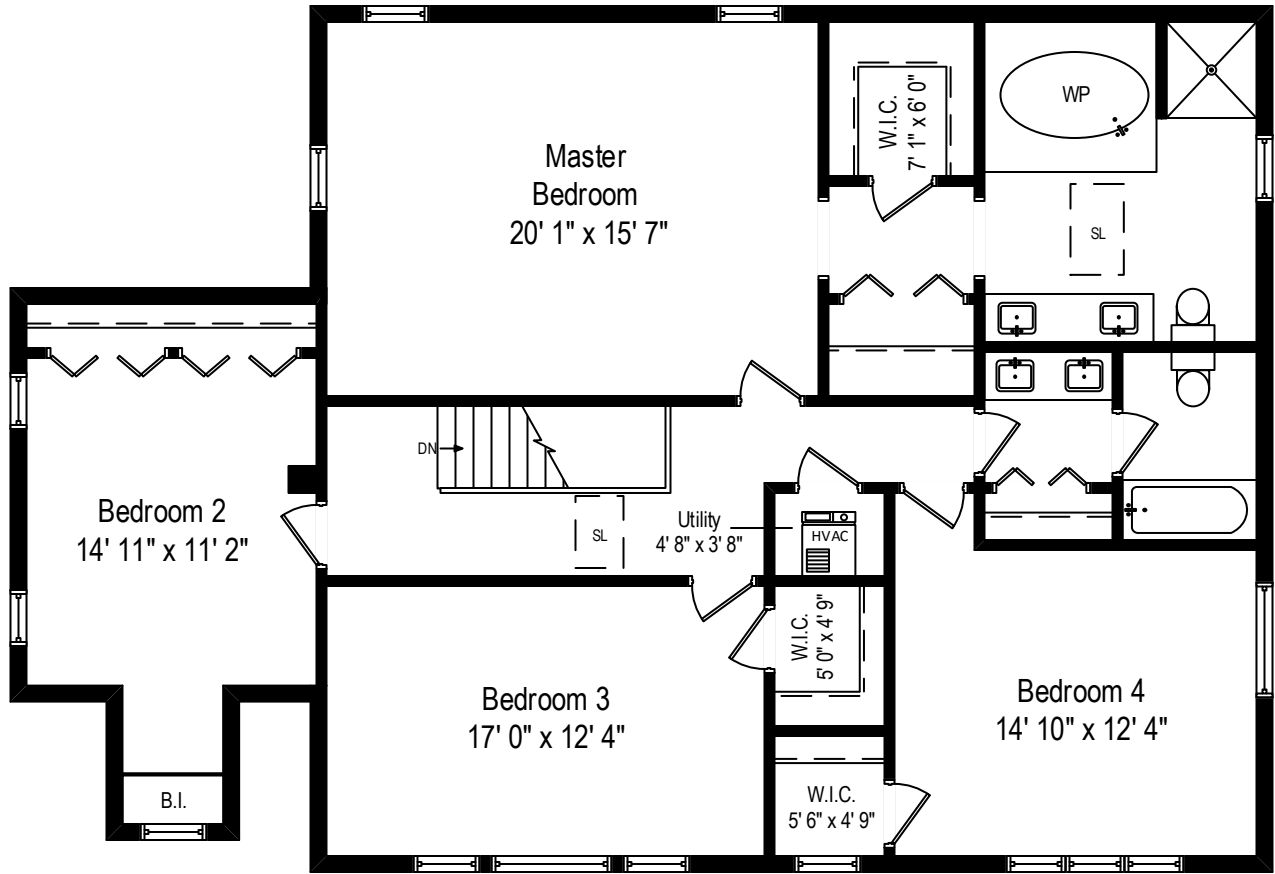 Master
Bedroom
20' 1" x 15' 7"
W.I.C.
7' 1" x 6' 0"
WP
SL
Bedroom 2
14' 11" x 11' 2"
DN
SL
Utility
4' 8" x 3' 8"
HVAC
W.I.C.
5' 0" x 4' 9"
Bedroom 3
17' 0" x 12' 4"
Bedroom 4
14' 10" x 12' 4"
B.I.
W.I.C.
5' 6" x 4' 9"